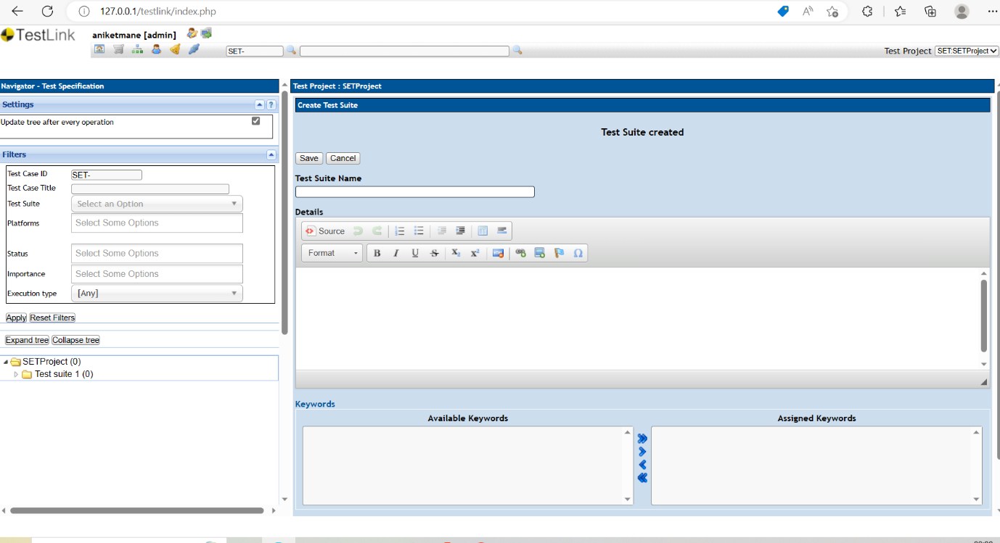 127.0.0.1/testlink/index.php
TestLink
aniketmane [admin]
SET-
Test Project SET:SETProject
Navigator - Test Specification
Settings
?
Update tree after every operation
Filters
Test Case ID SET-
Test Case Title
Test Suite Select an Option
Platforms Select Some Options
Status Select Some Options
Importance Select Some Options
Execution type [Any]
Apply Reset Filters
Expand tree Collapse tree
SETProject (0)
Test suite 1 (0)
Test Project : SETProject
Create Test Suite
Test Suite created
Save Cancel
Test Suite Name
Details
Source
Format B I U S X2 X2 Ω
Keywords
Available Keywords Assigned Keywords